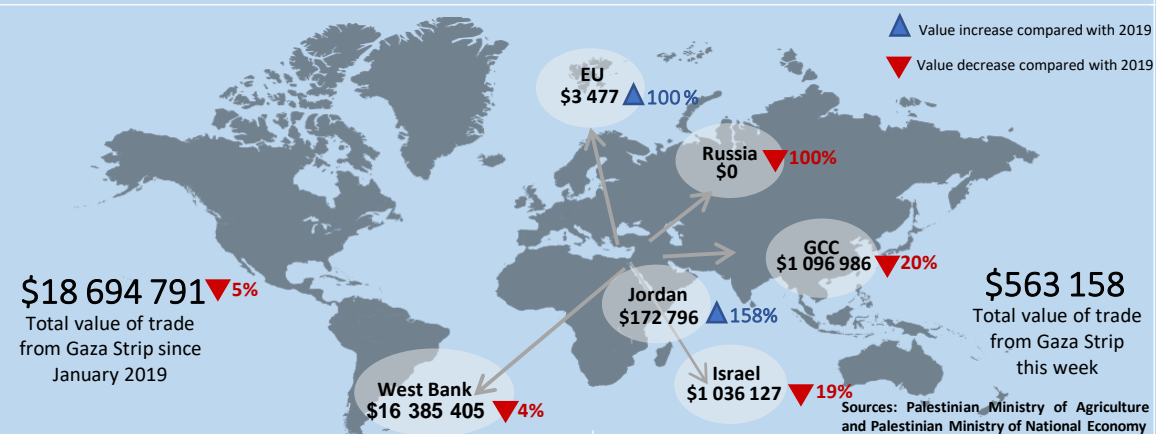 Value increase compared with 2019
Value decrease compared with 2019
EU
$3 477
100 %
Russia
$0
100%
GCC
$1 096 986
20%
Jordan
$172 796
158%
$18 694 791
5%
Total value of trade
from Gaza Strip since
January 2019
$563 158
Total value of trade
from Gaza Strip
this week
West Bank
$16 385 405
4%
Israel
$1 036 127
19%
Sources: Palestinian Ministry of Agriculture
and Palestinian Ministry of National Economy